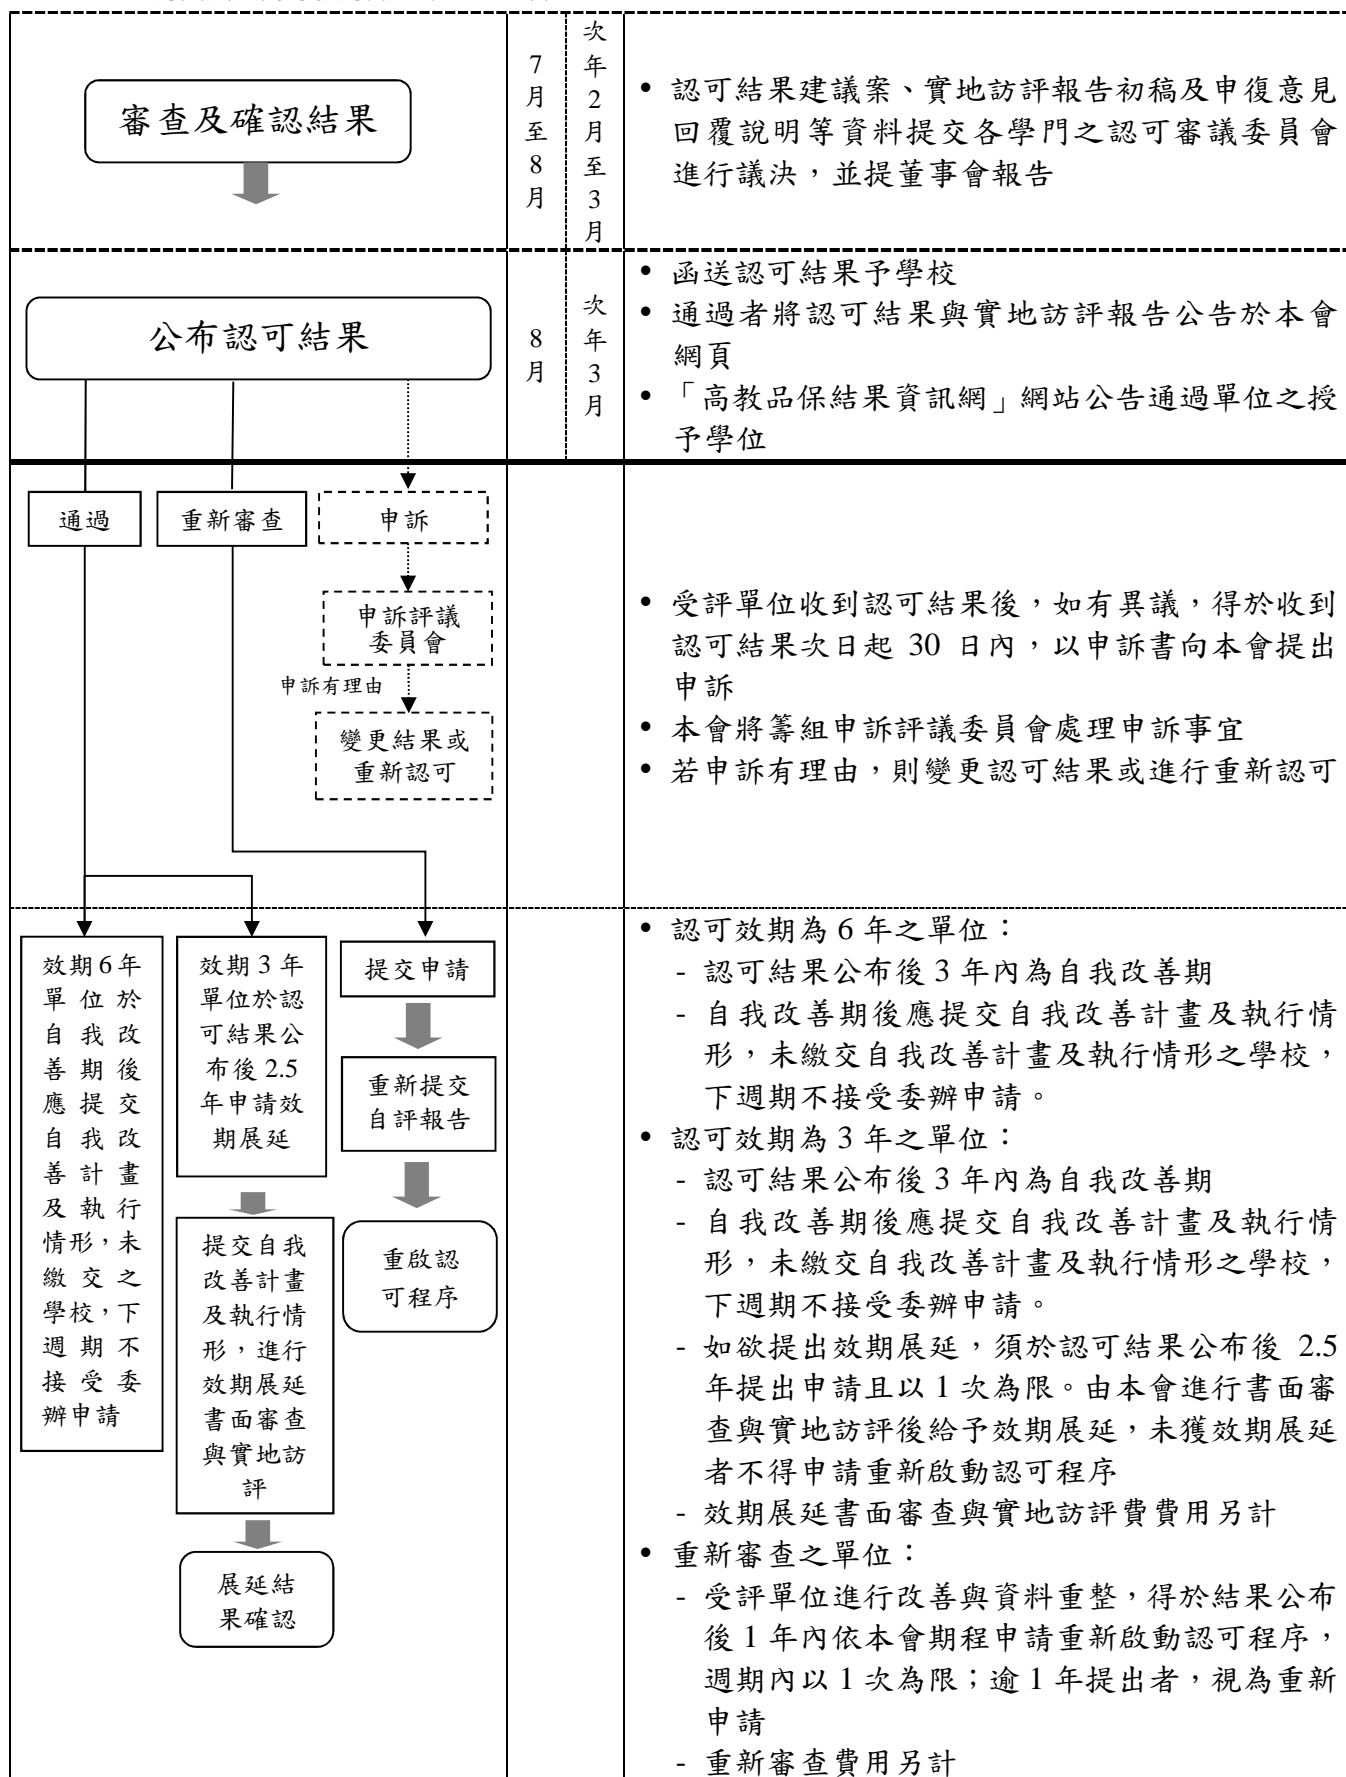 審查及確認結果
7
月
至
8
月
次
年
2
月
至
3
月
• 認可結果建議案、實地訪評報告初稿及申復意見
回覆說明等資料提交各學門之認可審議委員會
進行議決，並提董事會報告
公布認可結果
8
月
次
年
3
月
• 函送認可結果予學校
• 通過者將認可結果與實地訪評報告公告於本會
網頁
• 「高教品保結果資訊網」網站公告通過單位之授
予學位
通過
重新審查
申訴
申訴評議
委員會
申訴有理由
變更結果或
重新認可
• 受評單位收到認可結果後，如有異議，得於收到
認可結果次日起 30 日內，以申訴書向本會提出
申訴
• 本會將籌組申訴評議委員會處理申訴事宜
• 若申訴有理由，則變更認可結果或進行重新認可
效期6年
單位於
自我改
善期後
應提交
自我改
善計畫
及執行
情形，未
繳交之
學校，下
週期不
接受委
辦申請
效期 3 年
單位於認
可結果公
布後 2.5
年申請效
期展延
提交自我
改善計畫
及執行情
形，進行
效期展延
書面審查
與實地訪
評
展延結
果確認
提交申請
重新提交
自評報告
重啟認
可程序
• 認可效期為 6 年之單位：
- 認可結果公布後 3 年內為自我改善期
- 自我改善期後應提交自我改善計畫及執行情
形，未繳交自我改善計畫及執行情形之學校，
下週期不接受委辦申請。
• 認可效期為 3 年之單位：
- 認可結果公布後 3 年內為自我改善期
- 自我改善期後應提交自我改善計畫及執行情
形，未繳交自我改善計畫及執行情形之學校，
下週期不接受委辦申請。
- 如欲提出效期展延，須於認可結果公布後 2.5
年提出申請且以 1 次為限。由本會進行書面審
查與實地訪評後給予效期展延，未獲效期展延
者不得申請重新啟動認可程序
- 效期展延書面審查與實地訪評費費用另計
• 重新審查之單位：
- 受評單位進行改善與資料重整，得於結果公布
後 1 年內依本會期程申請重新啟動認可程序，
週期內以 1 次為限；逾 1 年提出者，視為重新
申請
- 重新審查費用另計